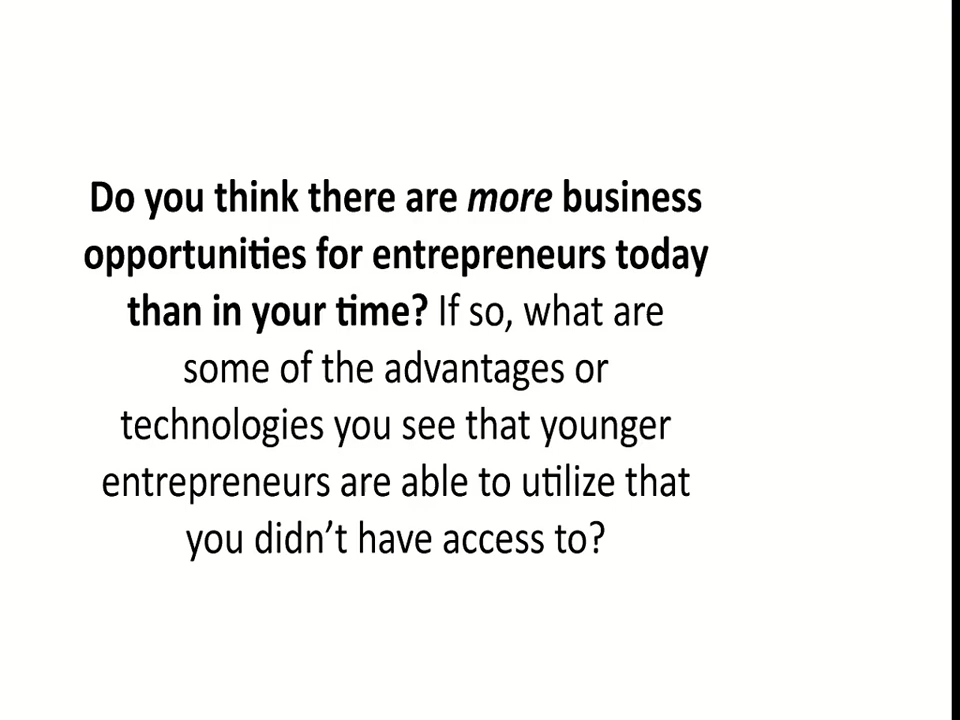 Do you think there are more business
opportunities for entrepreneurs today
than in your time? If so, what are
some of the advantages or
technologies you see that younger
entrepreneurs are able to utilize that
you didn’t have access to?